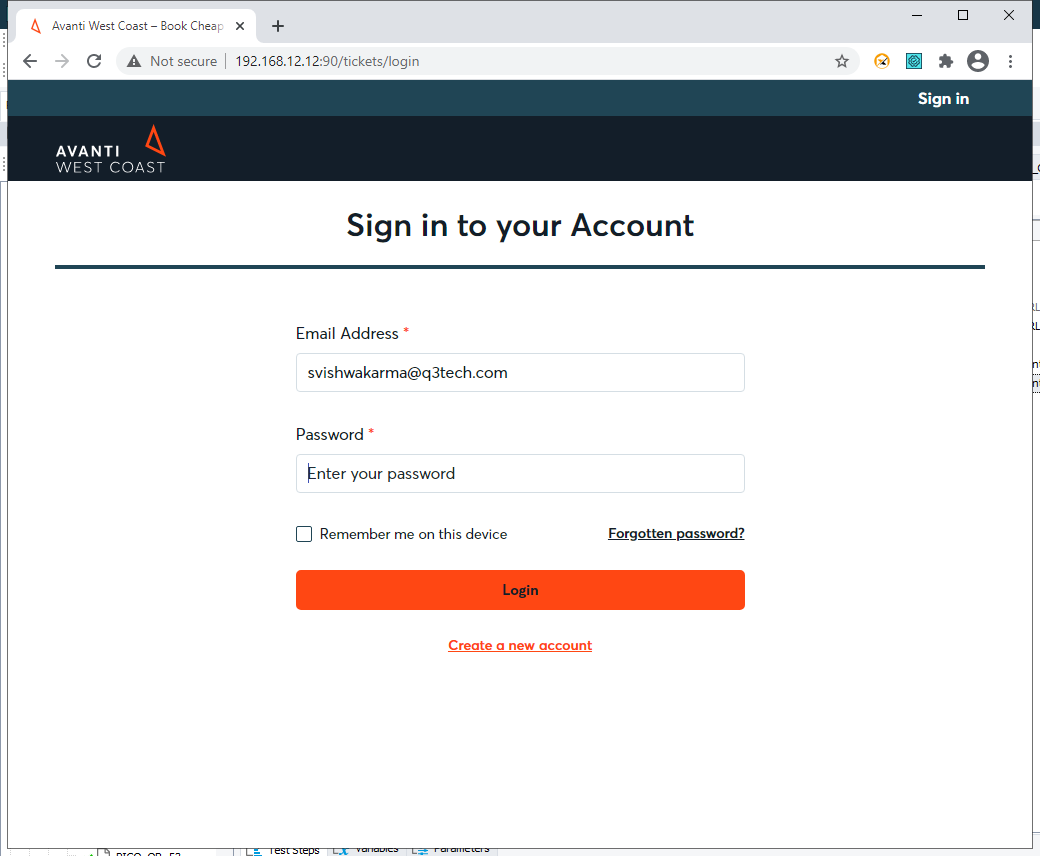 Avanti West Coast – Book Cheap
Not secure
192.168.12.12:90/tickets/login
Sign in
AVANTI
WEST COAST
Sign in to your Account
Email Address *
svishwakarma@q3tech.com
Password *
Enter your password
Remember me on this device
Forgotten password?
Login
Create a new account
Test Steps
Variables
Parameters